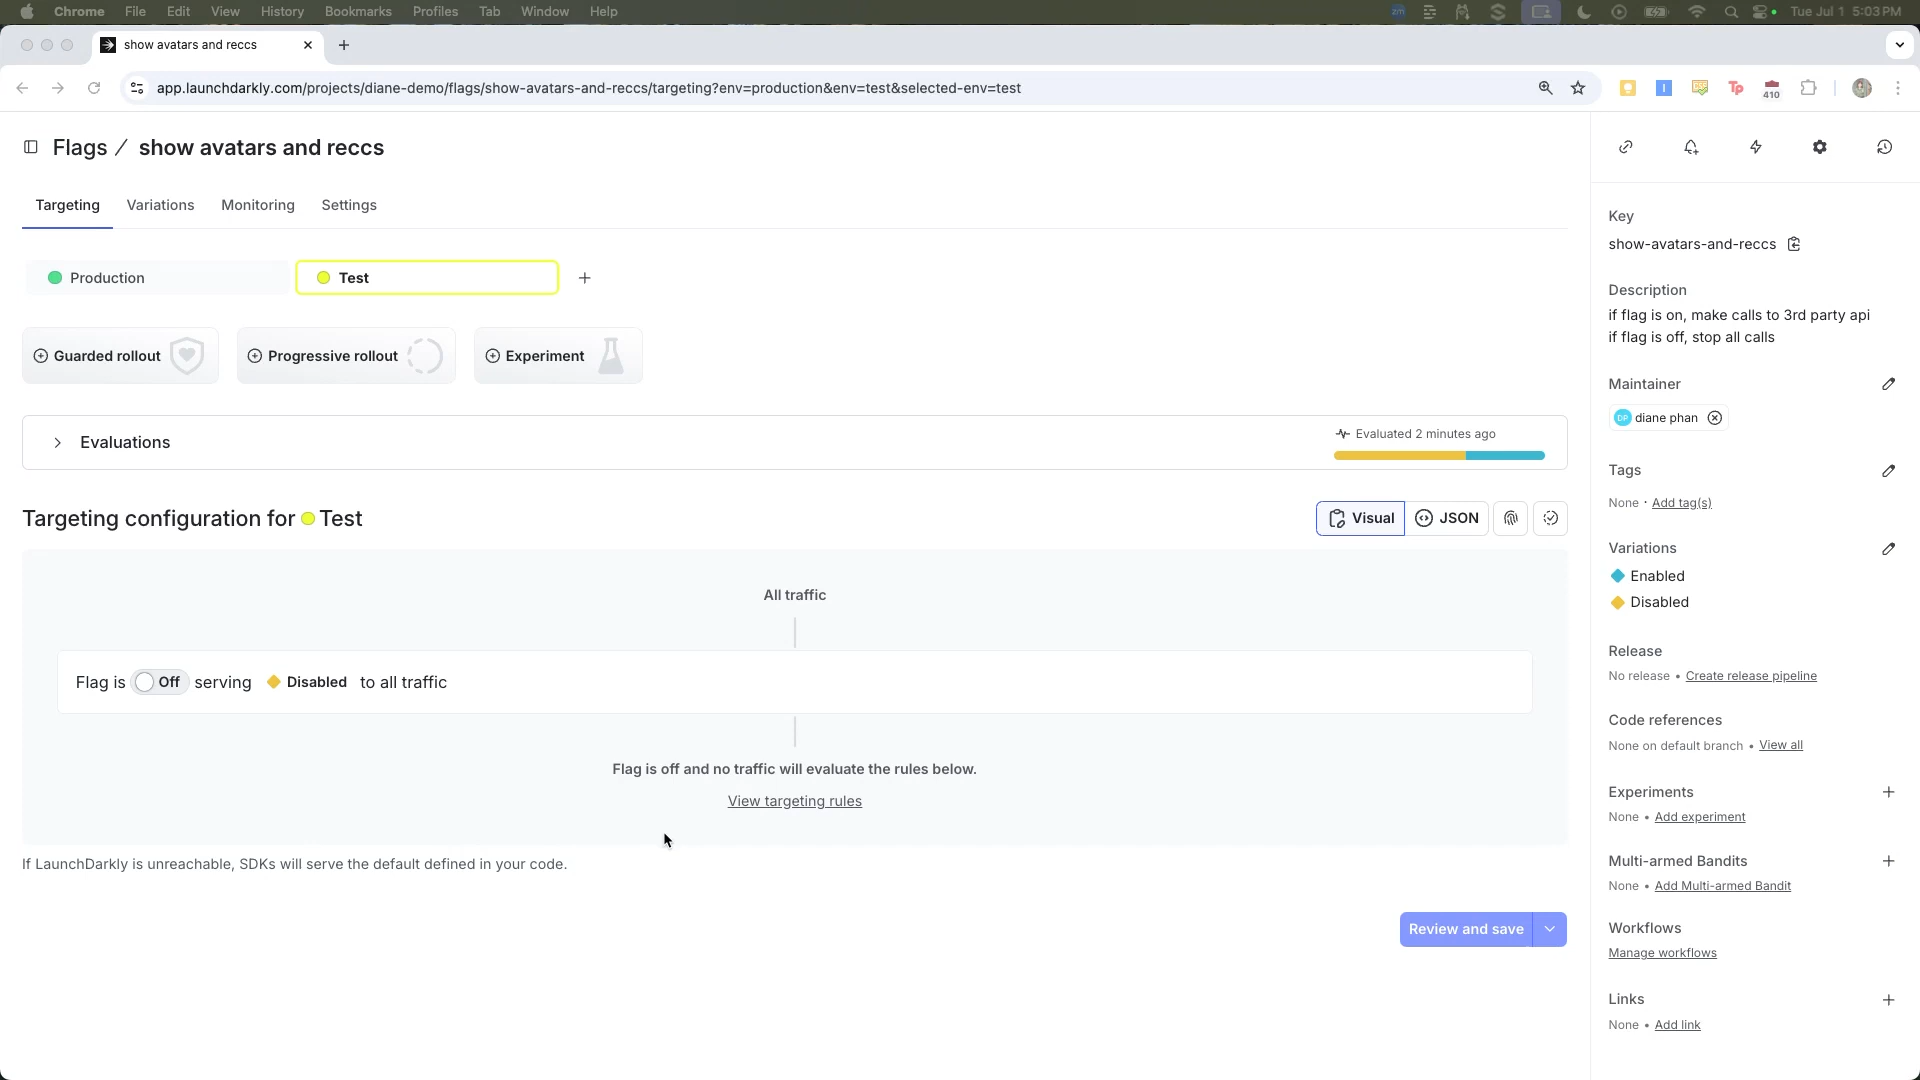 Chrome File Edit View History Bookmarks Profiles Tab Window Help
Tue Jul 1 5:03 PM
show avatars and reccs
app.launchdarkly.com/projects/diane-demo/flags/show-avatars-and-reccs/targeting?env=production&env=test&selected-env=test
410
Flags / show avatars and reccs
Targeting Variations Monitoring Settings
Production
Test
Guarded rollout
Progressive rollout
Experiment
Evaluations
Evaluated 2 minutes ago
Targeting configuration for Test
Visual
JSON
All traffic
Flag is Off serving Disabled to all traffic
Flag is off and no traffic will evaluate the rules below.
View targeting rules
If LaunchDarkly is unreachable, SDKs will serve the default defined in your code.
Review and save
Key
show-avatars-and-reccs
Description
if flag is on, make calls to 3rd party api
if flag is off, stop all calls
Maintainer
DP diane phan
Tags
None · Add tag(s)
Variations
Enabled
Disabled
Release
No release • Create release pipeline
Code references
None on default branch • View all
Experiments
None • Add experiment
Multi-armed Bandits
None • Add Multi-armed Bandit
Workflows
Manage workflows
Links
None • Add link